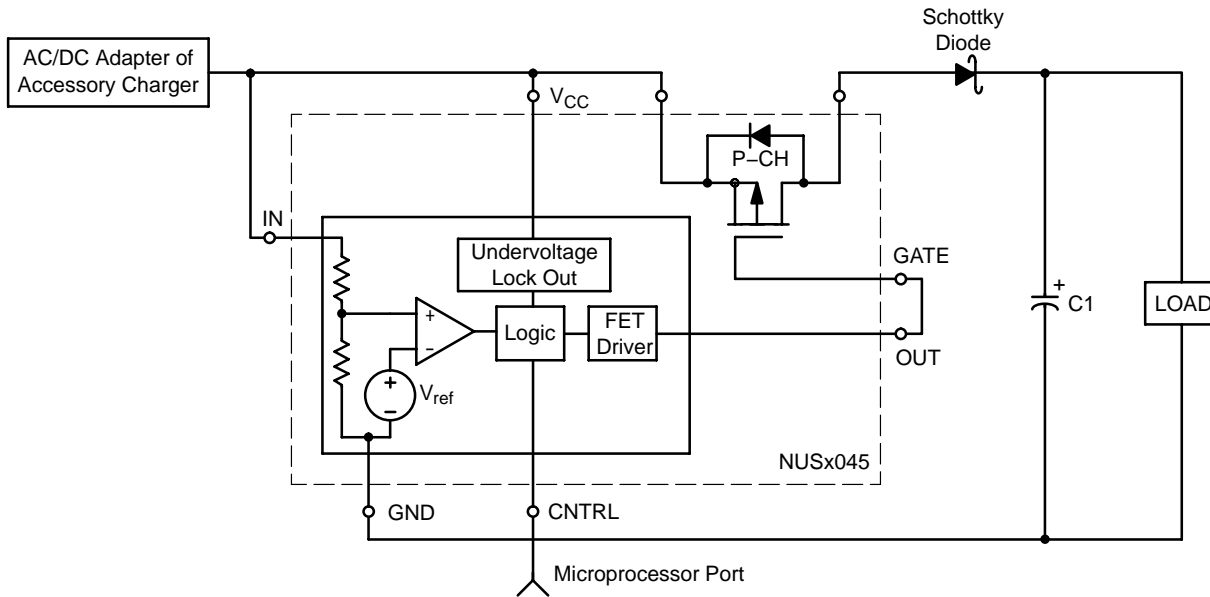 Schottky
Diode
AC/DC Adapter of
Accessory Charger
VCC
P−CH
IN
Undervoltage
Lock Out
GATE
+
C1
LOAD
+
−
Logic
FET
Driver
OUT
+
−
Vref
NUSx045
GND
CNTRL
Microprocessor Port